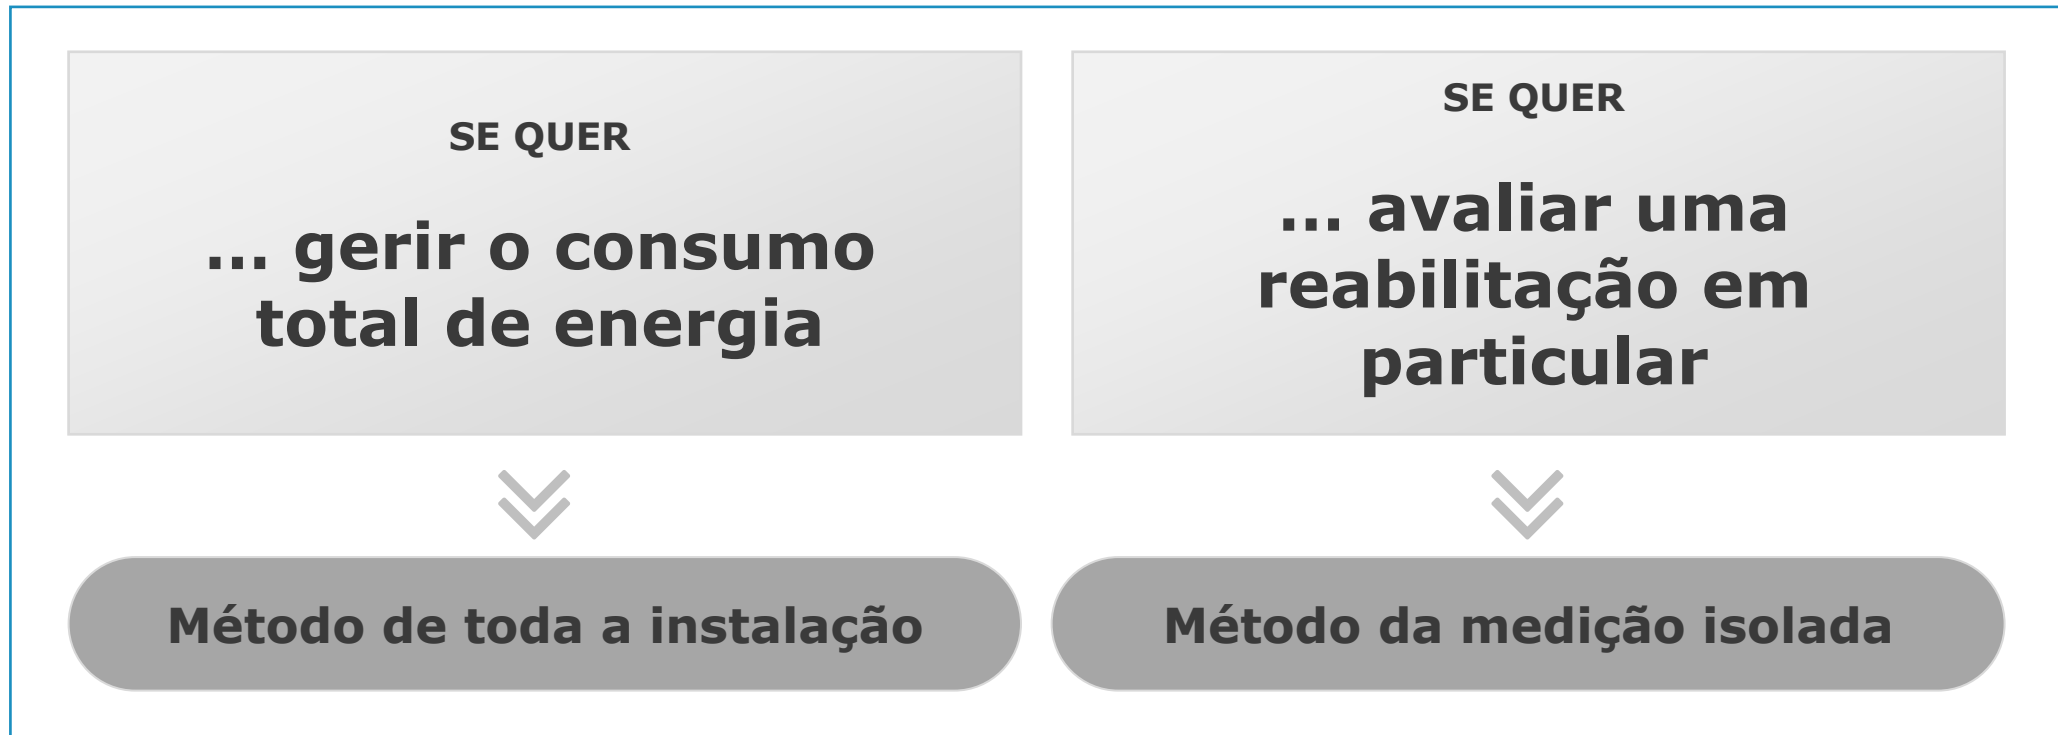 SE QUER
... gerir o consumo
total de energia
Método de toda a instalação
SE QUER
... avaliar uma
reabilitação em
particular
Método da medição isolada